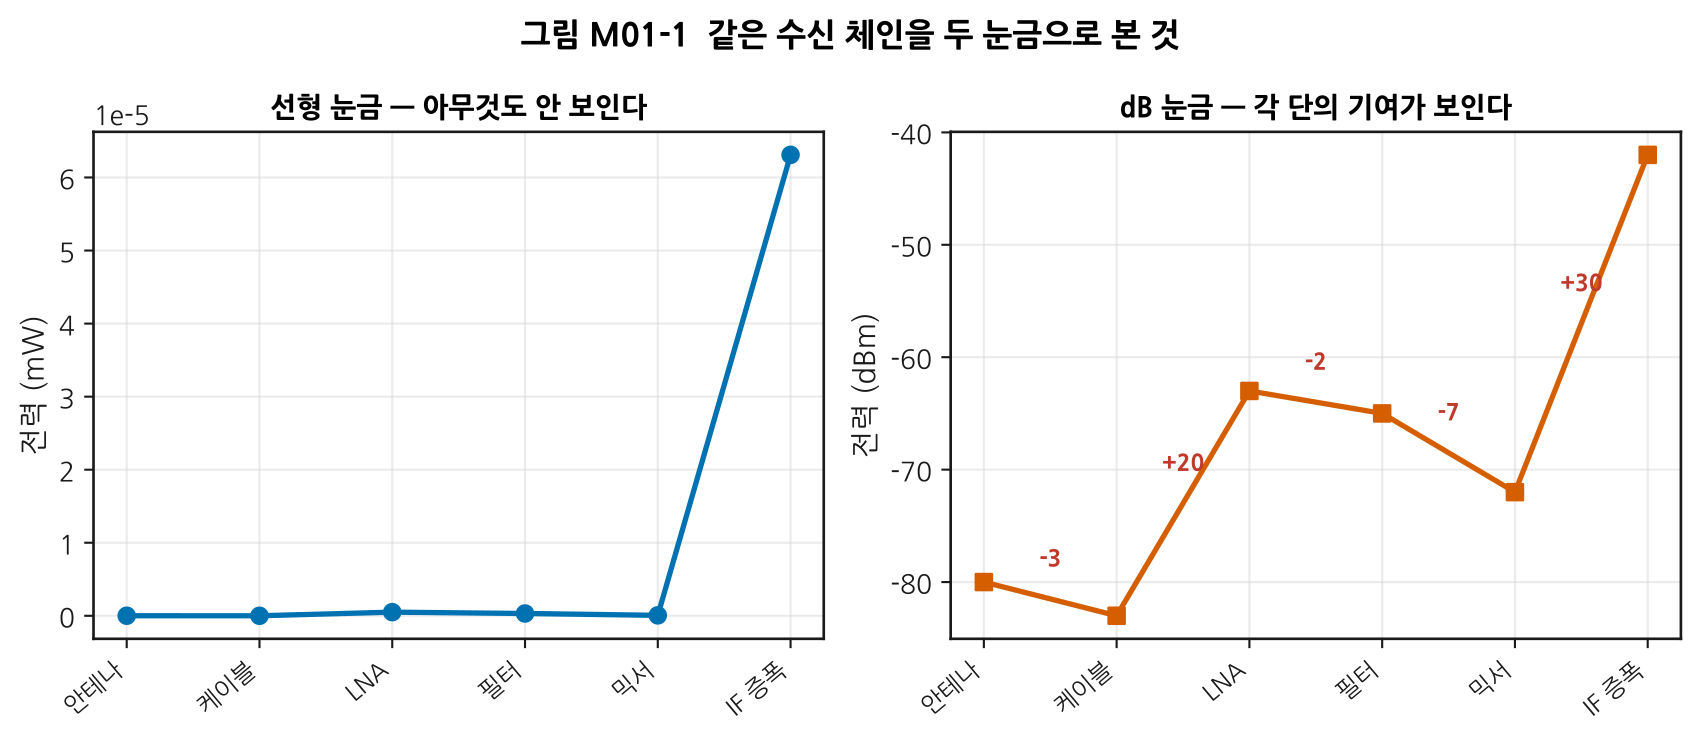 그림 M01-1 같은 수신 체인을 두 눈금으로 본 것
선형 눈금 — 아무것도 안 보인다
1e-5
6
5
4
3
2
1
0
전력 (mW)
안테나
케이블
LNA
필터
믹서
IF 증폭
dB 눈금 — 각 단의 기여가 보인다
-40
-50
-60
-70
-80
전력 (dBm)
-3
+20
-2
-7
+30
안테나
케이블
LNA
필터
믹서
IF 증폭